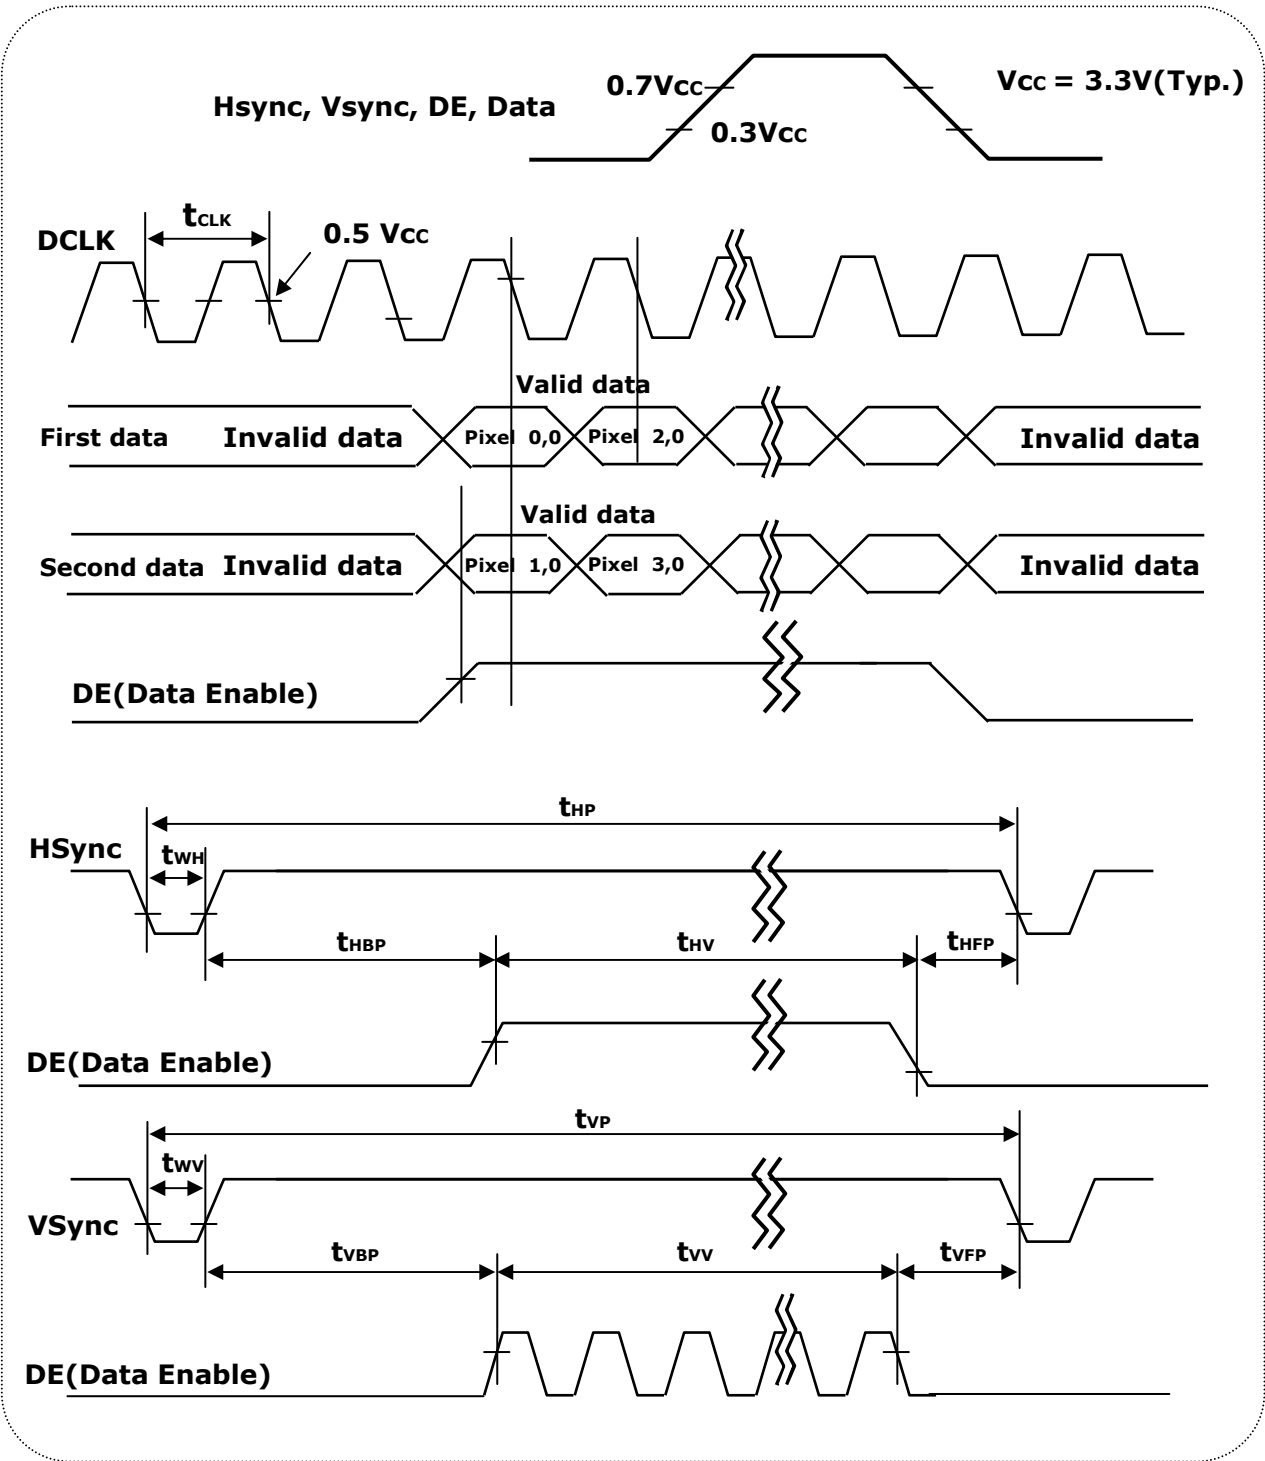 0.7Vcc
Vcc = 3.3V(Typ.)
Hsync, Vsync, DE, Data
0.3Vcc
tCLK
DCLK
0.5 Vcc
Valid data
First data
Invalid data
Pixel 0,0
Pixel 2,0
Invalid data
Valid data
Second data
Invalid data
Pixel 1,0
Pixel 3,0
Invalid data
DE(Data Enable)
tHP
HSync
tWH
tHBP
tHV
tHFP
DE(Data Enable)
tVP
tWV
VSync
tVBP
tVV
tVFP
DE(Data Enable)